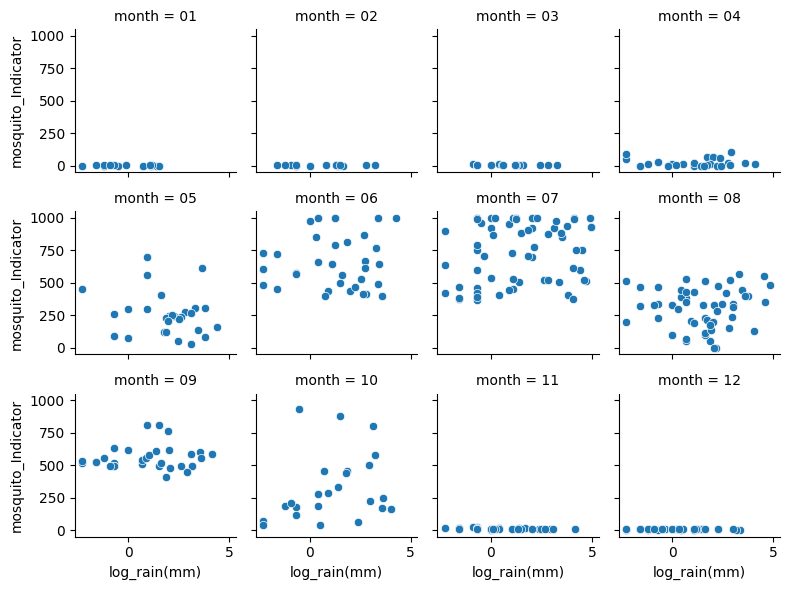 month = 01 month = 02 month = 03 month = 04
1000
750
500
250
0
mosquito_Indicator
month = 05 month = 06 month = 07 month = 08
1000
750
500
250
0
mosquito_Indicator
month = 09 month = 10 month = 11 month = 12
1000
750
500
250
0
mosquito_Indicator
0 5 0 5 0 5 0 5
log_rain(mm) log_rain(mm) log_rain(mm) log_rain(mm)